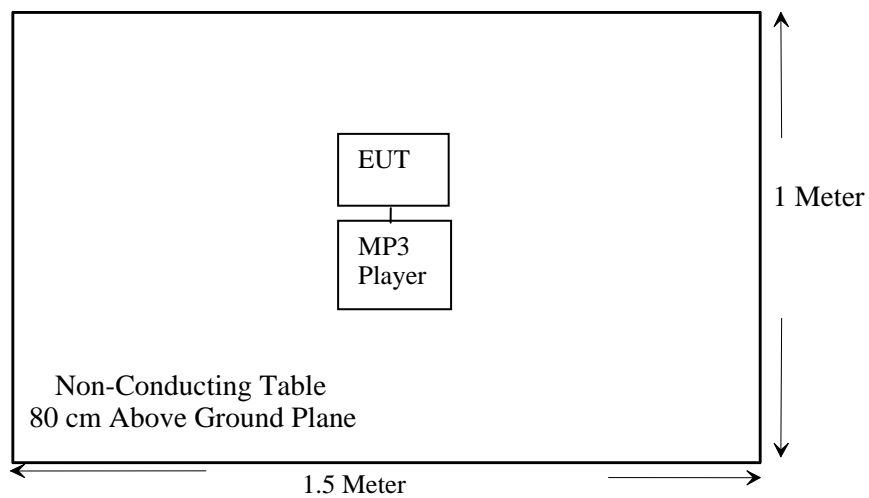 EUT
MP3
Player
1 Meter
Non-Conducting Table
80 cm Above Ground Plane
1.5 Meter